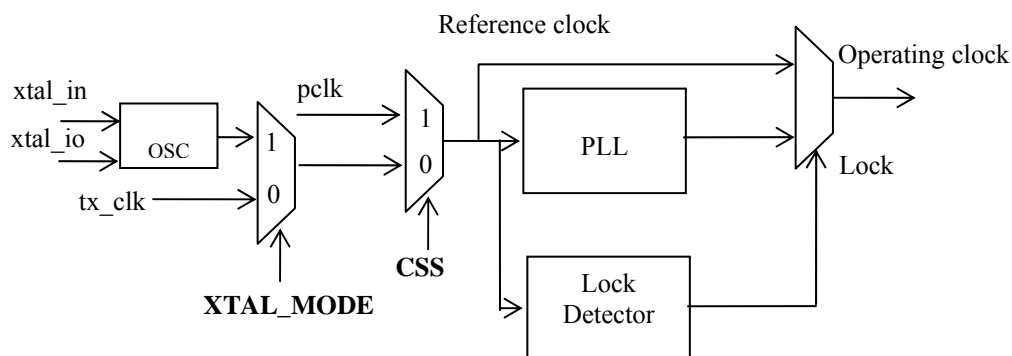 Reference clock
Operating clock
xtal_in
pclk
xtal_io
OSC
1
1
PLL
0
0
Lock
tx_clk
CSS
XTAL_MODE
Lock
Detector